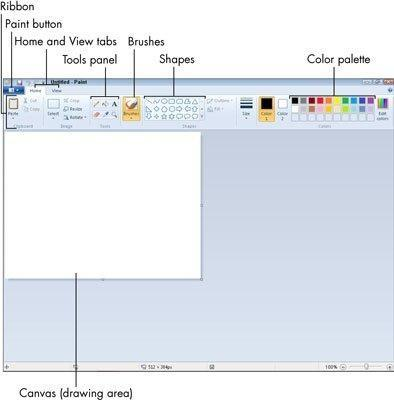 Ribbon
Paint button
Home and View tabs
Brushes
Tools panel
Shapes
Color palette
Untitled - Paint
Home
View
Paste
Cut
Copy
Select
Crop
Resize
Rotate
A
Brushes
Outline
Fill
Size
Color
1
Color
2
Edit
colors
Clipboard
Image
Tools
Shapes
Colors
512 × 384px
100%
Canvas (drawing area)